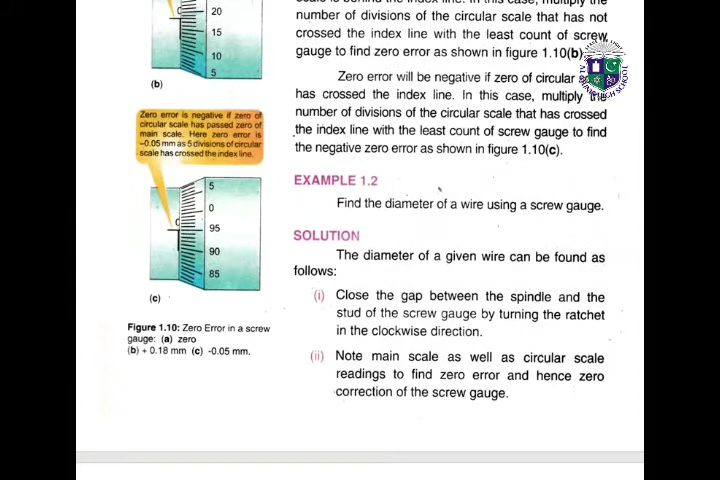 scale is behind the index line. In this case, multiply the
number of divisions of the circular scale that has not
crossed the index line with the least count of screw
gauge to find zero error as shown in figure 1.10(b)
Zero error will be negative if zero of circular
has crossed the index line. In this case, multiply the
number of divisions of the circular scale that has crossed
the index line with the least count of screw gauge to find
the negative zero error as shown in figure 1.10(c).
EXAMPLE 1.2
Find the diameter of a wire using a screw gauge.
SOLUTION
The diameter of a given wire can be found as
follows:
(i) Close the gap between the spindle and the
stud of the screw gauge by turning the ratchet
in the clockwise direction.
(ii) Note main scale as well as circular scale
readings to find zero error and hence zero
correction of the screw gauge.
0
20
15
10
5
(b)
Zero error is negative if zero of
circular scale has passed zero of
main scale. Here zero error is
-0.05 mm as 5 divisions of circular
scale has crossed the index line.
0
5
0
95
90
85
(c)
Figure 1.10: Zero Error in a screw
gauge: (a) zero
(b) + 0.18 mm (c) -0.05 mm.